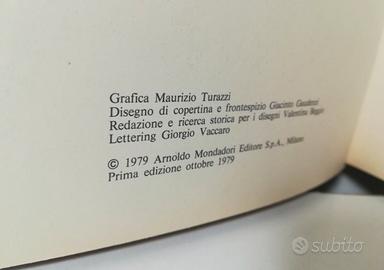 Grafica Maurizio Turazzi
Disegno di copertina e frontespizio Giacinto Gaudenzi
Redazione e ricerca storica per i disegni Valentina Beggio
Lettering Giorgio Vaccaro
© 1979 Arnoldo Mondadori Editore S.p.A., Milano
Prima edizione ottobre 1979
subito